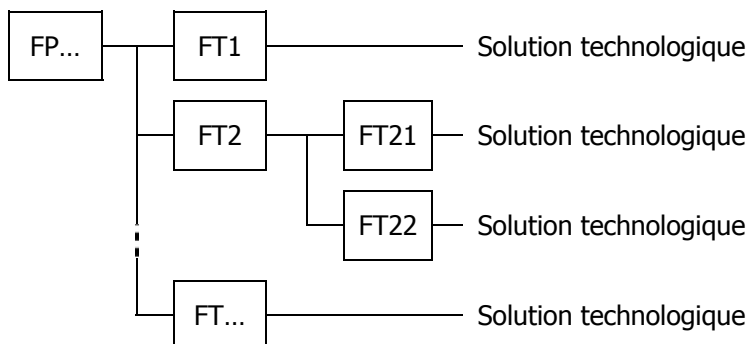 FP... FT1 Solution technologique
FT2 FT21 Solution technologique
FT22 Solution technologique
FT... Solution technologique